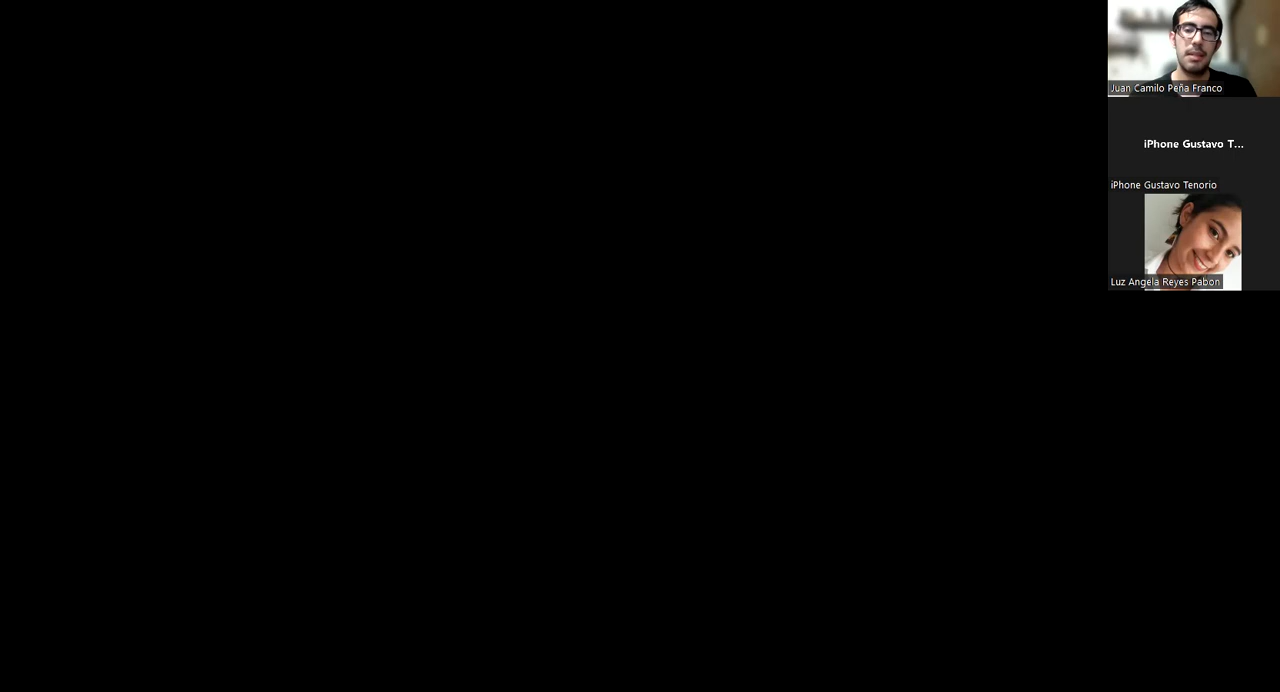 Juan Camilo Peña Franco
iPhone Gustavo T...
iPhone Gustavo Tenorio
Luz Angela Reyes Pabon